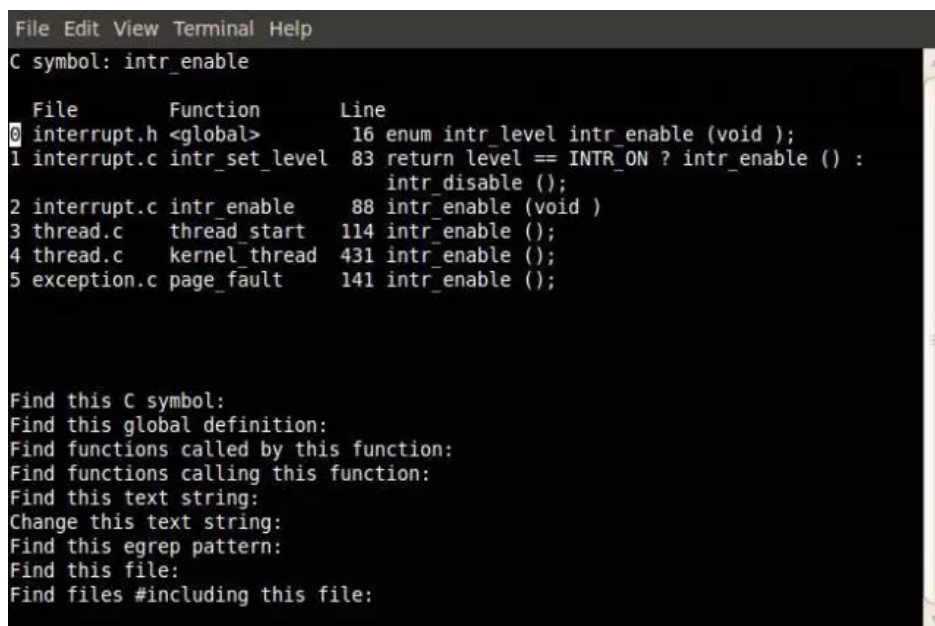 File Edit View Terminal Help
C symbol: intr_enable
File Function Line
0 interrupt.h <global> 16 enum intr_level intr_enable (void );
1 interrupt.c intr_set_level 83 return level == INTR_ON ? intr_enable () :
intr_disable ();
2 interrupt.c intr_enable 88 intr_enable (void )
3 thread.c thread_start 114 intr_enable ();
4 thread.c kernel_thread 431 intr_enable ();
5 exception.c page_fault 141 intr_enable ();
Find this C symbol:
Find this global definition:
Find functions called by this function:
Find functions calling this function:
Find this text string:
Change this text string:
Find this egrep pattern:
Find this file:
Find files #including this file: